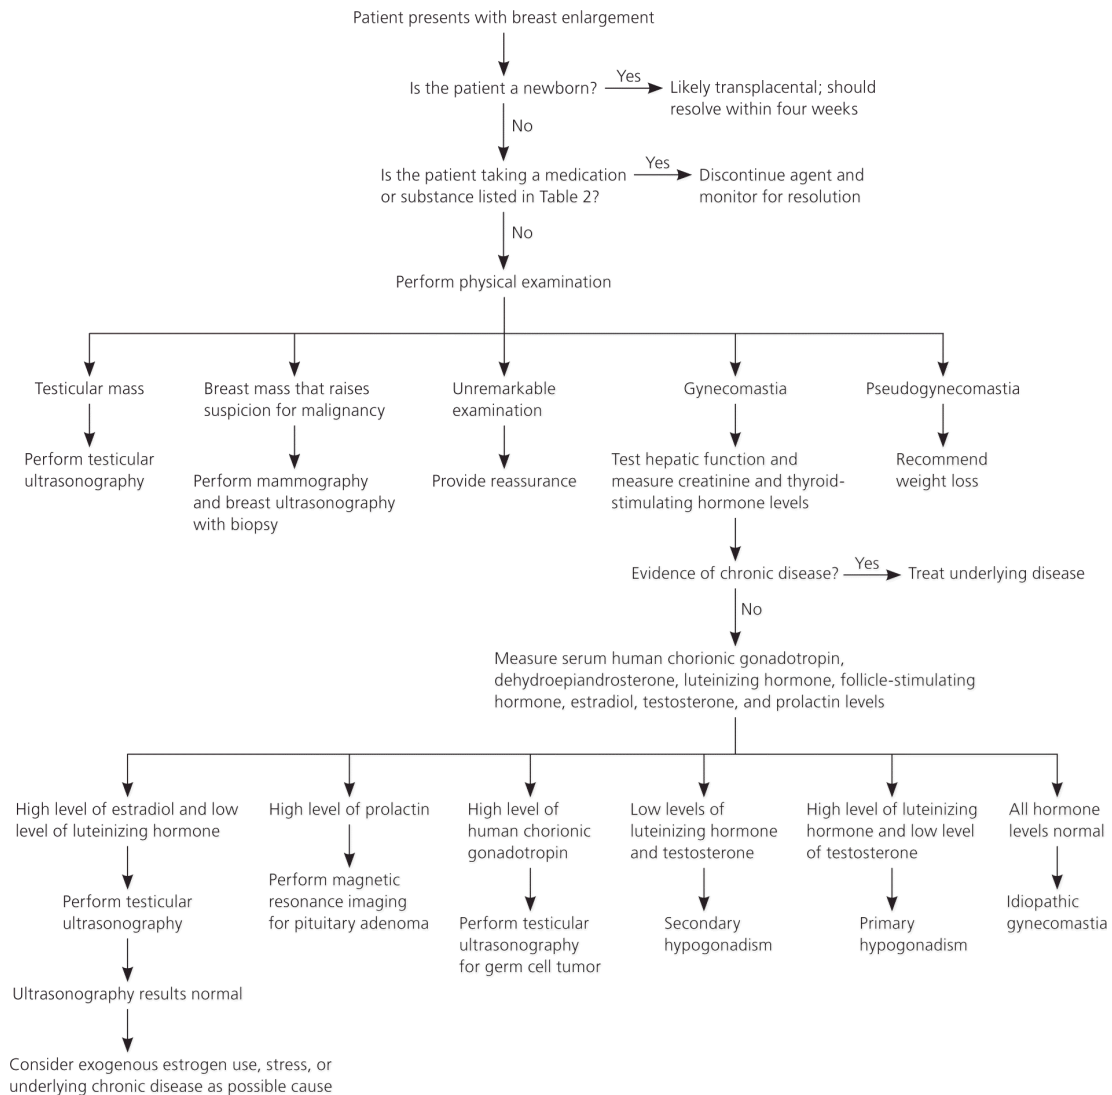 Patient presents with breast enlargement
Is the patient a newborn?
Yes
Likely transplacental; should
resolve within four weeks
No
Is the patient taking a medication
or substance listed in Table 2?
Yes
Discontinue agent and
monitor for resolution
No
Perform physical examination
Testicular mass
Perform testicular
ultrasonography
Breast mass that raises
suspicion for malignancy
Perform mammography
and breast ultrasonography
with biopsy
Unremarkable
examination
Provide reassurance
Gynecomastia
Test hepatic function and
measure creatinine and thyroid-
stimulating hormone levels
Pseudogynecomastia
Recommend
weight loss
Evidence of chronic disease?
Yes
Treat underlying disease
No
Measure serum human chorionic gonadotropin,
dehydroepiandrosterone, luteinizing hormone, follicle-stimulating
hormone, estradiol, testosterone, and prolactin levels
High level of estradiol and low
level of luteinizing hormone
Perform testicular
ultrasonography
Ultrasonography results normal
Consider exogenous estrogen use, stress, or
underlying chronic disease as possible cause
High level of prolactin
Perform magnetic
resonance imaging
for pituitary adenoma
High level of
human chorionic
gonadotropin
Perform testicular
ultrasonography
for germ cell tumor
Low levels of
luteinizing hormone
and testosterone
Secondary
hypogonadism
High level of luteinizing
hormone and low level
of testosterone
Primary
hypogonadism
All hormone
levels normal
Idiopathic
gynecomastia